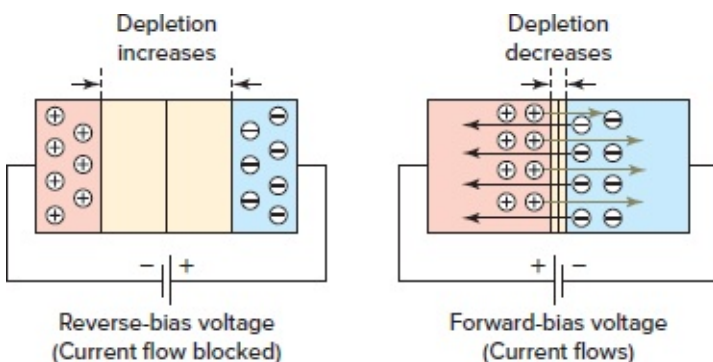 Depletion
increases
Depletion
decreases
− +
+ −
Reverse-bias voltage
(Current flow blocked)
Forward-bias voltage
(Current flows)